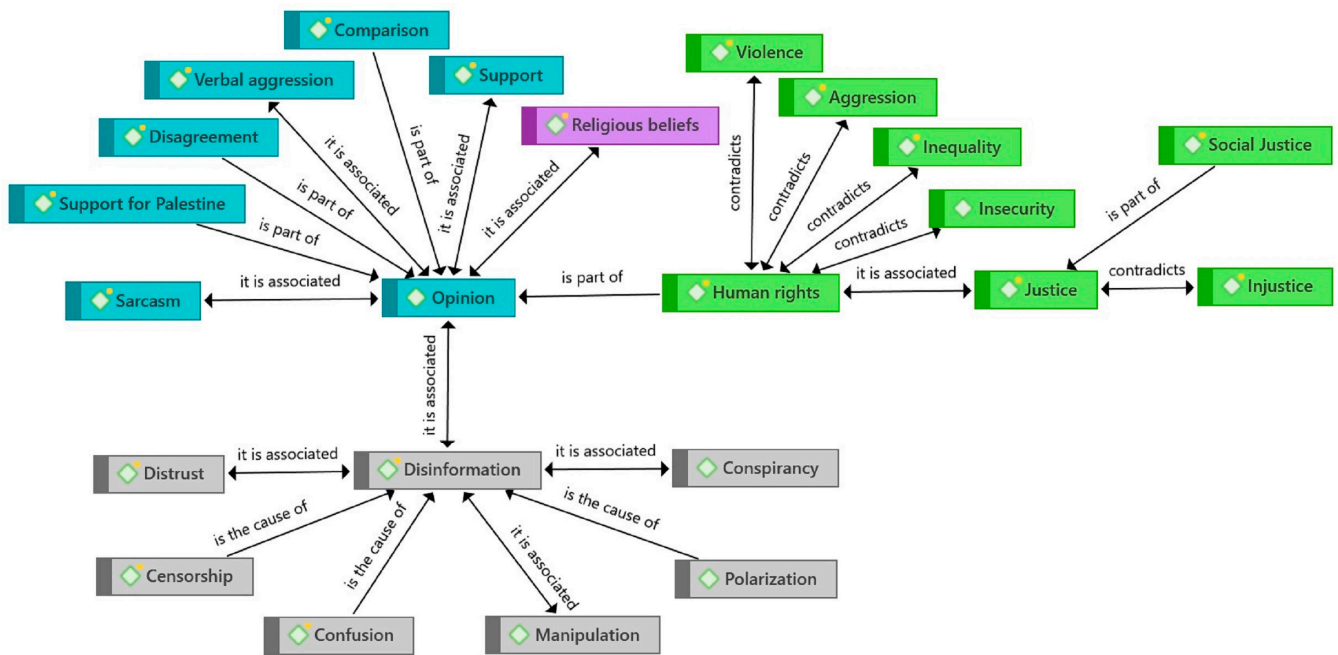 Comparison
Violence
Support
Verbal aggression
Aggression
Religious beliefs
Disagreement
Inequality
Social Justice
Support for Palestine
Insecurity
is part of
it is associated
is part of
it is associated
it is associated
is part of
contradicts
contradicts
contradicts
contradicts
is part of
it is associated
is part of
it is associated
contradicts
Sarcasm
Opinion
Human rights
Justice
Injustice
it is associated
it is associated
it is associated
Distrust
Disinformation
Conspirancy
is the cause of
is the cause of
it is associated
is the cause of
Censorship
Polarization
Confusion
Manipulation